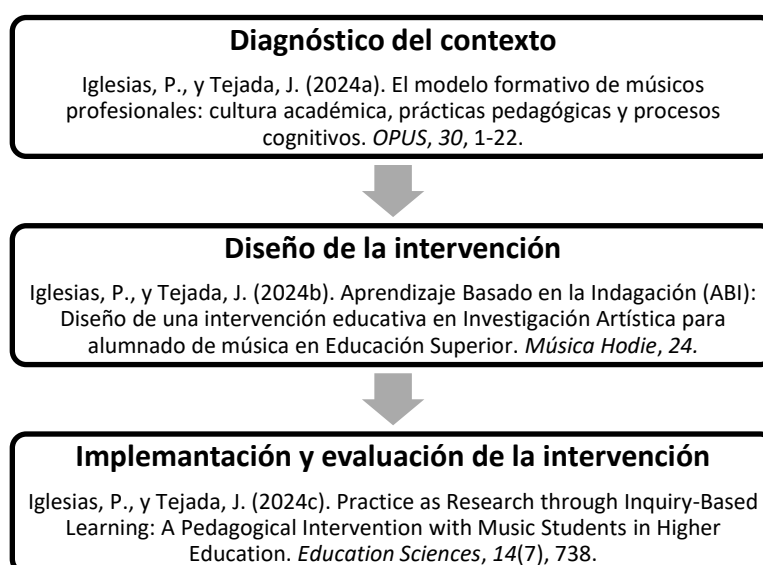 Diagnóstico del contexto
Iglesias, P., y Tejada, J. (2024a). El modelo formativo de músicos
profesionales: cultura académica, prácticas pedagógicas y procesos
cognitivos. OPUS, 30, 1-22.
Diseño de la intervención
Iglesias, P., y Tejada, J. (2024b). Aprendizaje Basado en la Indagación (ABI):
Diseño de una intervención educativa en Investigación Artística para
alumnado de música en Educación Superior. Música Hodie, 24.
Implemantación y evaluación de la intervención
Iglesias, P., y Tejada, J. (2024c). Practice as Research through Inquiry-Based
Learning: A Pedagogical Intervention with Music Students in Higher
Education. Education Sciences, 14(7), 738.